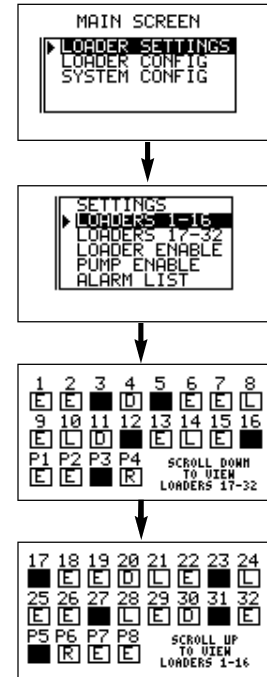 MAIN SCREEN
LOADER SETTINGS
LOADER CONFIG
SYSTEM CONFIG
SETTINGS
LOADERS 1-16
LOADERS 17-32
LOADER ENABLE
PUMP ENABLE
ALARM LIST
1 2 3 4 5 6 7 8
E E D E E L
9 10 11 12 13 14 15 16
E L D E L E
P1 P2 P3 P4
E E R
SCROLL DOWN
TO VIEW
LOADERS 17-32
17 18 19 20 21 22 23 24
E E D L E L
25 26 27 28 29 30 31 32
E E L E D E
P5 P6 P7 P8
R E E
SCROLL UP
TO VIEW
LOADERS 1-16